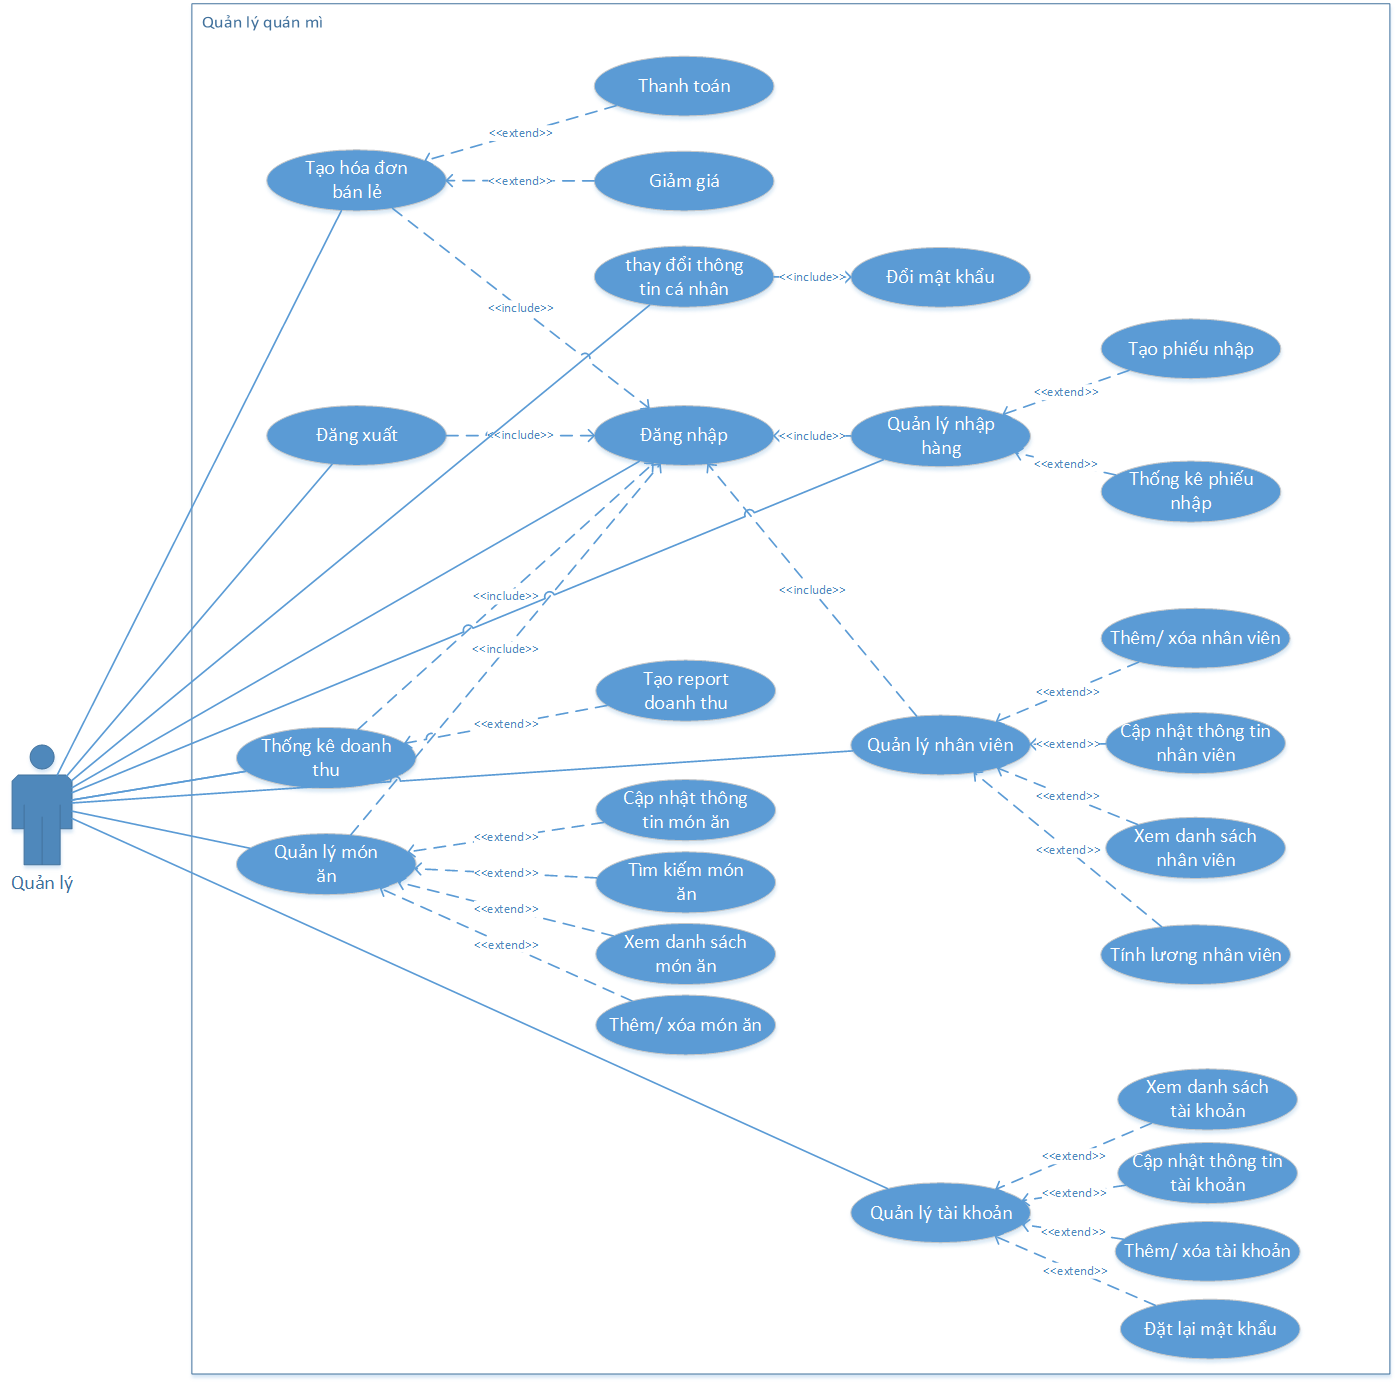 Quản lý quán mì
Thanh toán
<<extend>>
Tạo hóa đơn
bán lẻ
<<extend>>
Giảm giá
thay đổi thông
tin cá nhân
<<include>>
Đổi mật khẩu
<<include>>
Tạo phiếu nhập
<<extend>>
Đăng xuất
<<include>>
Đăng nhập
<<include>>
Quản lý nhập
hàng
<<extend>>
Thống kê phiếu
nhập
<<include>>
<<include>>
<<include>>
Thêm/ xóa nhân viên
Tạo report
doanh thu
<<extend>>
<<extend>>
Thống kê doanh
thu
Quản lý nhân viên
<<extend>>
Cập nhật thông tin
nhân viên
<<extend>>
Cập nhật thông
tin món ăn
<<extend>>
Xem danh sách
nhân viên
<<extend>>
Quản lý món
ăn
<<extend>>
Tìm kiếm món
ăn
Quản lý
<<extend>>
Xem danh sách
món ăn
<<extend>>
Tính lương nhân viên
Thêm/ xóa món ăn
Xem danh sách
tài khoản
<<extend>>
Cập nhật thông tin
tài khoản
<<extend>>
Quản lý tài khoản
<<extend>>
Thêm/ xóa tài khoản
<<extend>>
Đặt lại mật khẩu